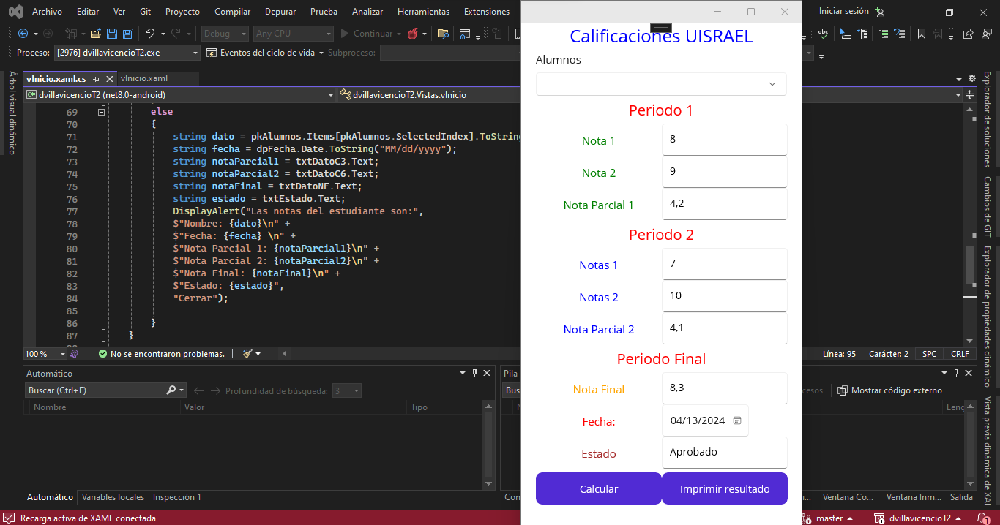 Archivo Editar Ver Git Proyecto Compilar Depurar Prueba Analizar Herramientas Extensiones
Iniciar sesión
Debug Any CPU Continuar
Proceso: [2976] dvillavicencioT2.exe Eventos del ciclo de vida Subproceso:
vInicio.xaml.cs vInicio.xaml
dvillavicencioT2 (net8.0-android) dvillavicencioT2.Vistas.vInicio
Árbol visual dinámico
69 else
70 {
71 string dato = pkAlumnos.Items[pkAlumnos.SelectedIndex].ToString
72 string fecha = dpFecha.Date.ToString("MM/dd/yyyy");
73 string notaParcial1 = txtDatoC3.Text;
74 string notaParcial2 = txtDatoC6.Text;
75 string notaFinal = txtDatoNF.Text;
76 string estado = txtEstado.Text;
77 DisplayAlert("Las notas del estudiante son:",
78 $"Nombre: {dato}\n" +
79 $"Fecha: {fecha} \n" +
80 $"Nota Parcial 1: {notaParcial1}\n" +
81 $"Nota Parcial 2: {notaParcial2}\n" +
82 $"Nota Final: {notaFinal}\n" +
83 $"Estado: {estado}",
84 "Cerrar");
85
86 }
87 }
100 % No se encontraron problemas.
Línea: 95 Carácter: 2 SPC CRLF
Automático
Buscar (Ctrl+E) Profundidad de búsqueda: 3
Nombre Valor Tipo
Automático Variables locales Inspección 1
Pila
Mostrar código externo
Ventana Co... Ventana Inm... Salida
Recarga activa de XAML conectada
master dvillavicencioT2 1
Calificaciones UISRAEL
Alumnos
Periodo 1
Nota 1 8
Nota 2 9
Nota Parcial 1 4,2
Periodo 2
Notas 1 7
Notas 2 10
Nota Parcial 2 4,1
Periodo Final
Nota Final 8,3
Fecha: 04/13/2024
Estado Aprobado
Calcular Imprimir resultado
Explorador de soluciones
Cambios de GIT
Explorador de propiedades dinámico
Vista previa dinámica de XAM